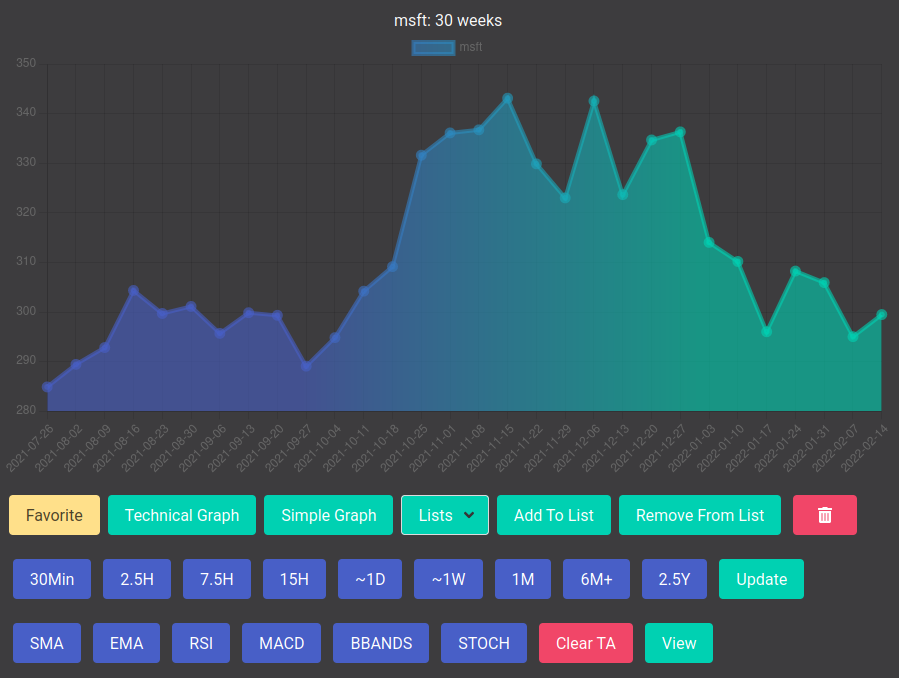 msft: 30 weeks
msft
350
340
330
320
310
300
290
280
2021-07-26 2021-08-02 2021-08-09 2021-08-16 2021-08-23 2021-08-30 2021-09-06 2021-09-13 2021-09-20 2021-09-27 2021-10-04 2021-10-11 2021-10-18 2021-10-25 2021-11-01 2021-11-08 2021-11-15 2021-11-22 2021-11-29 2021-12-06 2021-12-13 2021-12-20 2021-12-27 2022-01-03 2022-01-10 2022-01-17 2022-01-24 2022-01-31 2022-02-07 2022-02-14
Favorite Technical Graph Simple Graph Lists Add To List Remove From List
30Min 2.5H 7.5H 15H ~1D ~1W 1M 6M+ 2.5Y Update
SMA EMA RSI MACD BBANDS STOCH Clear TA View